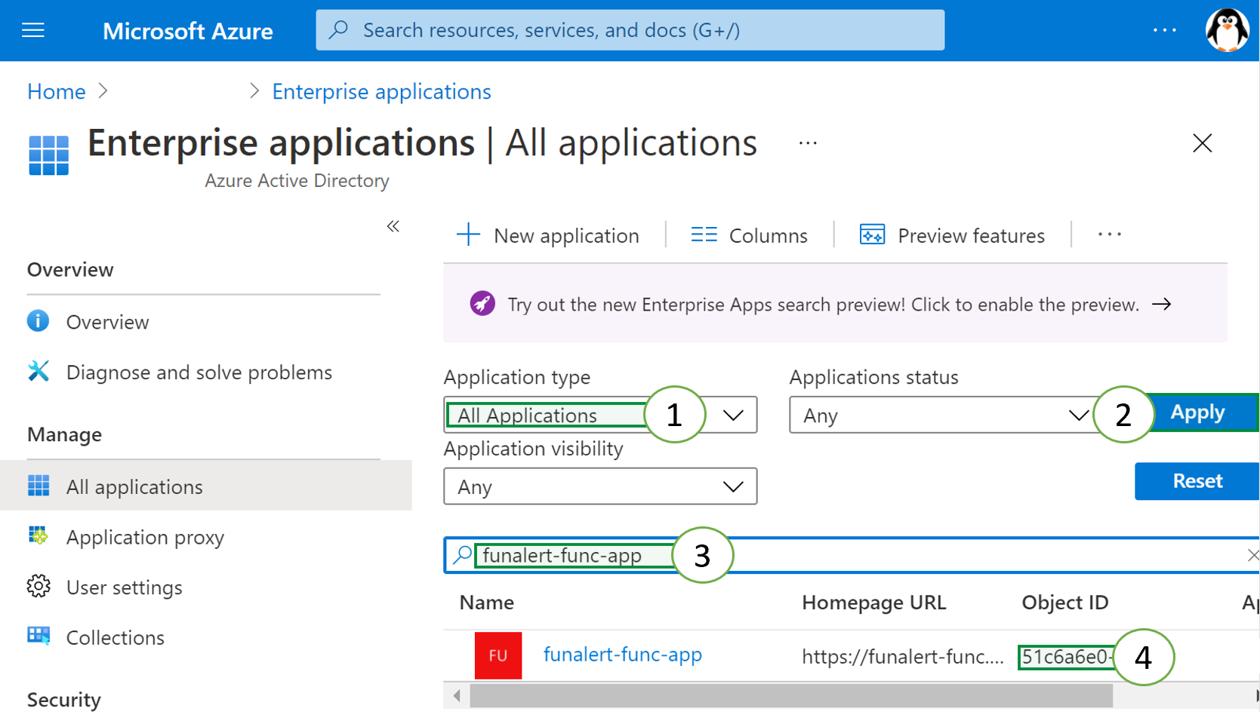 Microsoft Azure
Search resources, services, and docs (G+/)
...
Home > > Enterprise applications
Enterprise applications | All applications ...
Azure Active Directory
«
Overview
Overview
Diagnose and solve problems
Manage
All applications
Application proxy
User settings
Collections
Security
New application
Columns
Preview features
...
Try out the new Enterprise Apps search preview! Click to enable the preview. →
Application type
All Applications
1
Applications status
Any
2
Apply
Application visibility
Any
Reset
funalert-func-app
3
Name Homepage URL Object ID
FU funalert-func-app https://funalert-func.... 51c6a6e0-
4